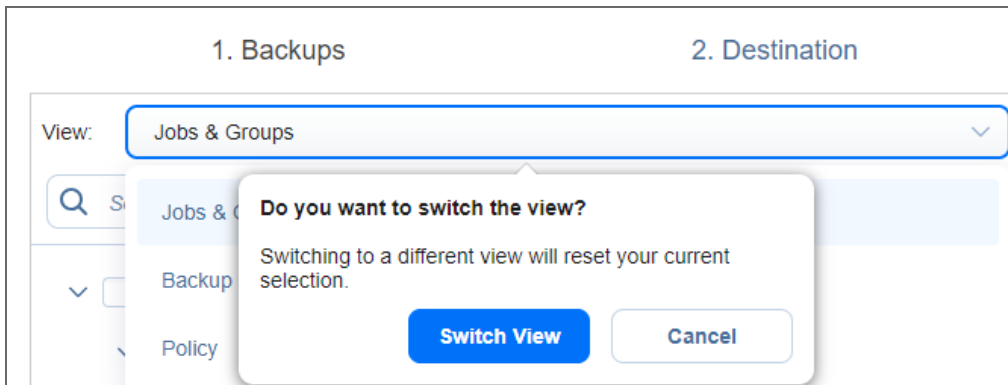 1. Backups 2. Destination
View: Jobs & Groups
Jobs &
Do you want to switch the view?
Switching to a different view will reset your current
selection.
Backup
Switch View Cancel
Policy